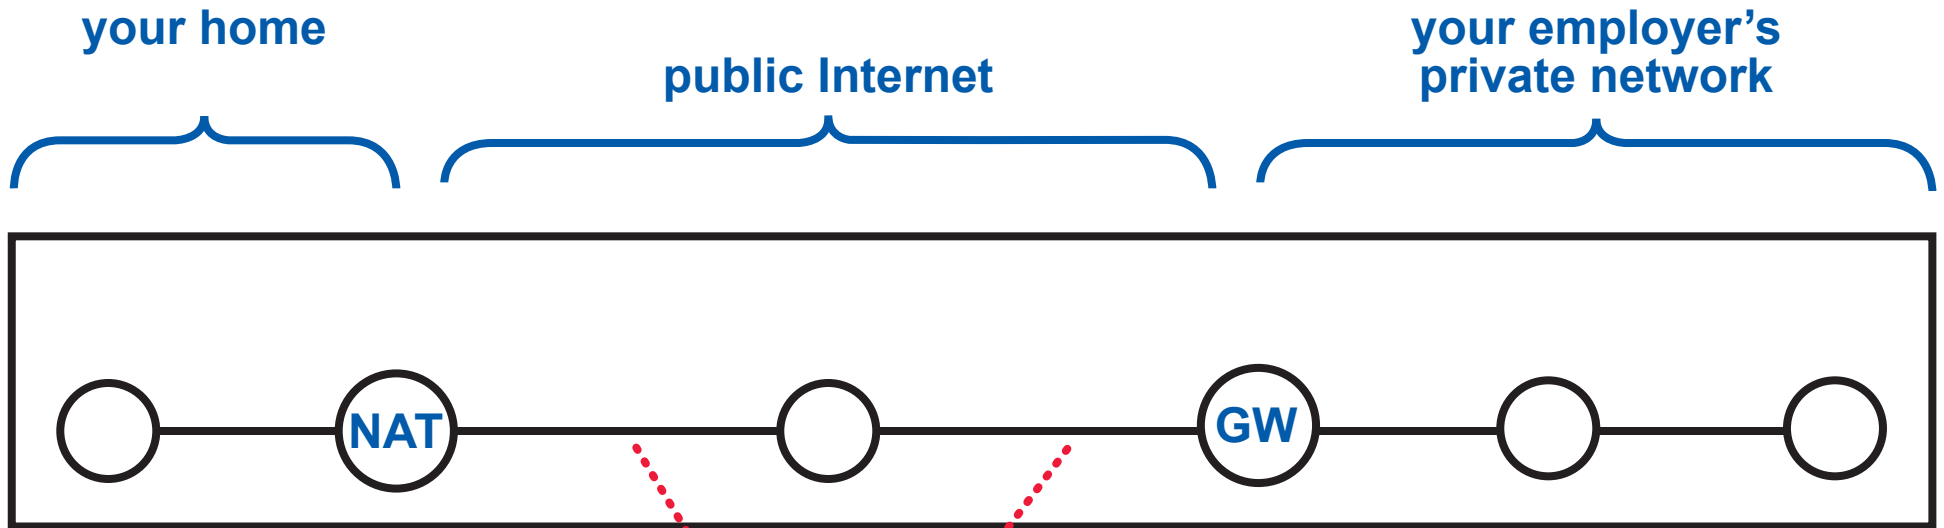 your home
public Internet
your employer’s
private network
NAT
GW